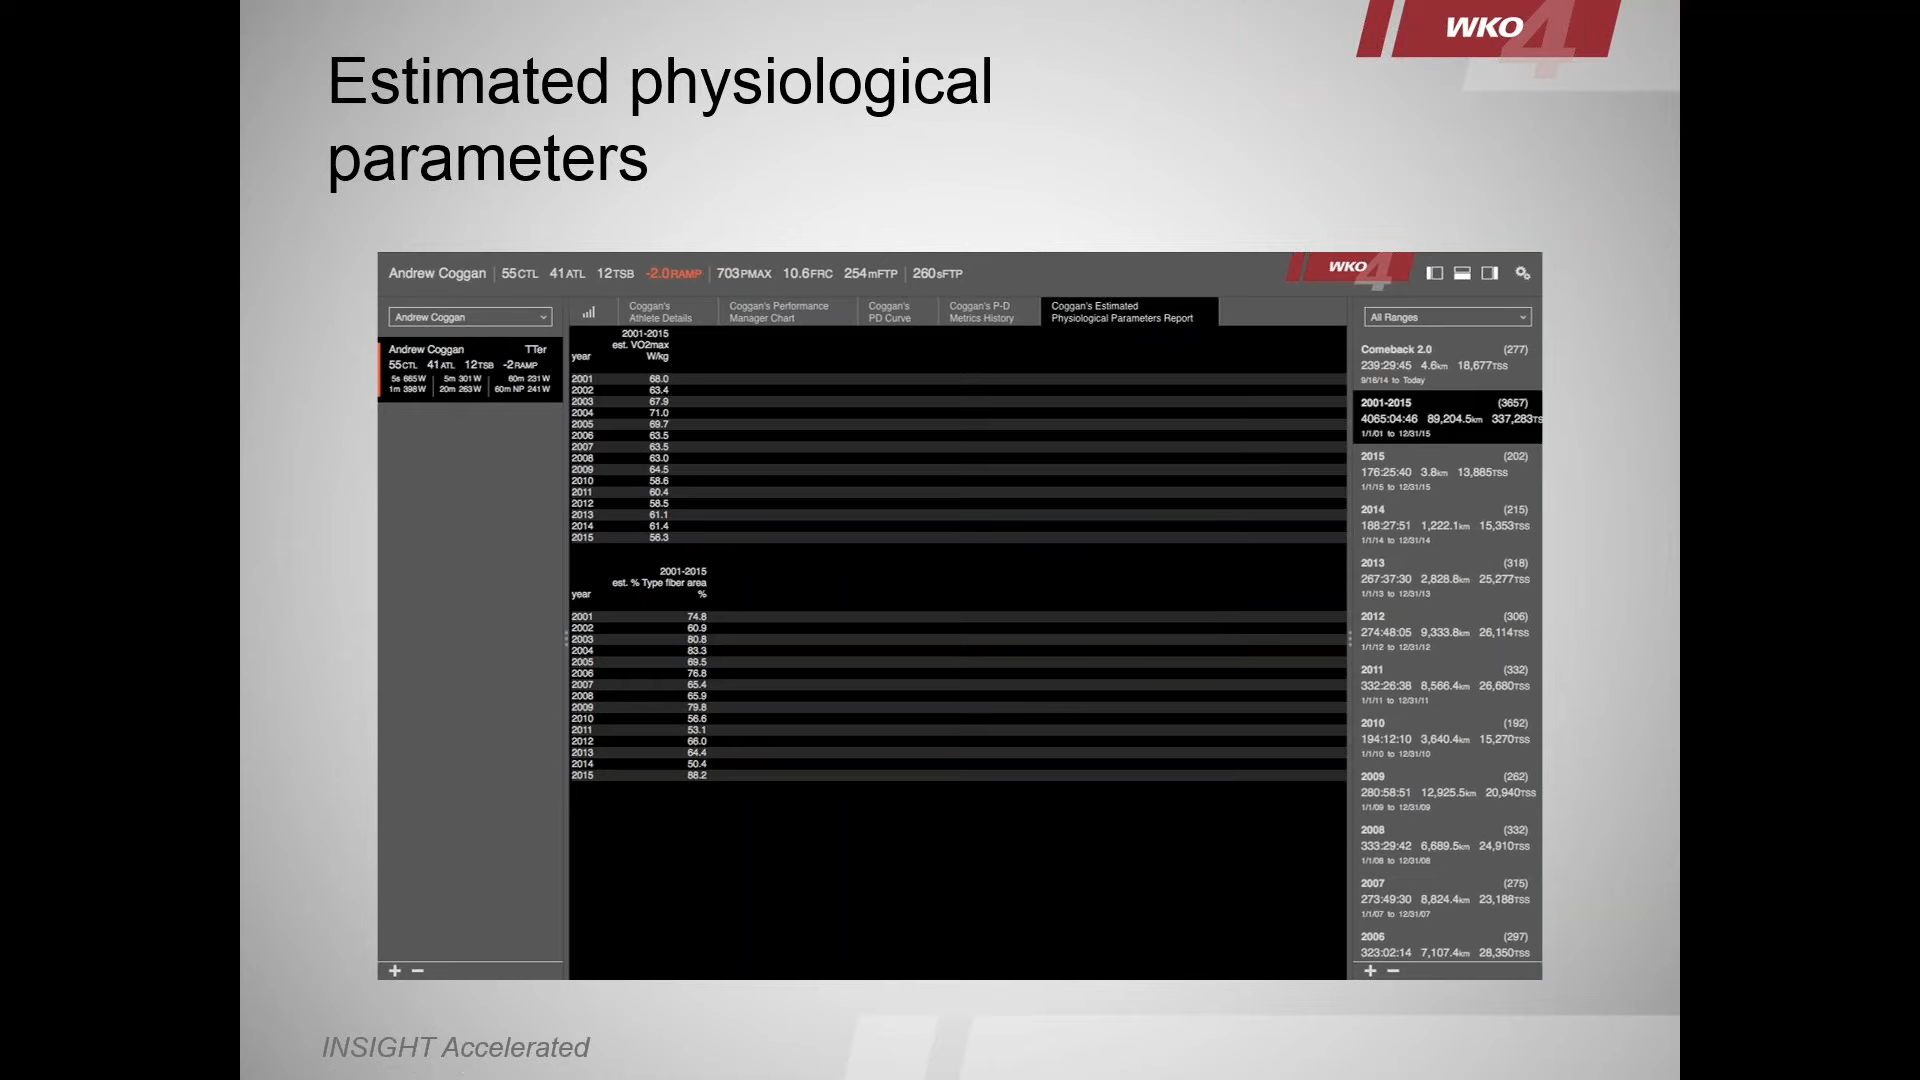 WKO4
Estimated physiological
parameters
Andrew Coggan 55CTL 41ATL 12TSB -2.0RAMP 703PMAX 10.6FRC 254mFTP 260sFTP
WKO4
Andrew Coggan
Coggan's Athlete Details
Coggan's Performance Manager Chart
Coggan's PD Curve
Coggan's P-D Metrics History
Coggan's Estimated Physiological Parameters Report
All Ranges
Andrew Coggan TTer
55CTL 41ATL 12TSB -2RAMP
5s 665W 5m 301W 60m 231W
1m 398W 20m 263W 60m NP 241W
2001-2015
est. VO2max
year W/kg
2001 68.0
2002 63.4
2003 67.9
2004 71.0
2005 69.7
2006 63.5
2007 63.5
2008 63.0
2009 64.5
2010 58.6
2011 60.4
2012 58.5
2013 61.1
2014 61.4
2015 56.3
2001-2015
est. % Type fiber area
year %
2001 74.8
2002 60.9
2003 80.8
2004 83.3
2005 69.5
2006 76.8
2007 65.4
2008 65.9
2009 79.8
2010 56.6
2011 53.1
2012 66.0
2013 64.4
2014 50.4
2015 88.2
Comeback 2.0 (277)
239:29:45 4.6km 18,677TSS
9/16/14 to Today
2001-2015 (3657)
4065:04:46 89,204.5km 337,283TS
1/1/01 to 12/31/15
2015 (202)
176:25:40 3.8km 13,885TSS
1/1/15 to 12/31/15
2014 (215)
188:27:51 1,222.1km 15,353TSS
1/1/14 to 12/31/14
2013 (318)
267:37:30 2,828.8km 25,277TSS
1/1/13 to 12/31/13
2012 (306)
274:48:05 9,333.8km 26,114TSS
1/1/12 to 12/31/12
2011 (332)
332:26:38 8,566.4km 26,680TSS
1/1/11 to 12/31/11
2010 (192)
194:12:10 3,640.4km 15,270TSS
1/1/10 to 12/31/10
2009 (262)
280:58:51 12,925.5km 20,940TSS
1/1/09 to 12/31/09
2008 (332)
333:29:42 6,689.5km 24,910TSS
1/1/08 to 12/31/08
2007 (275)
273:49:30 8,824.4km 23,188TSS
1/1/07 to 12/31/07
2006 (297)
323:02:14 7,107.4km 28,350TSS
INSIGHT Accelerated